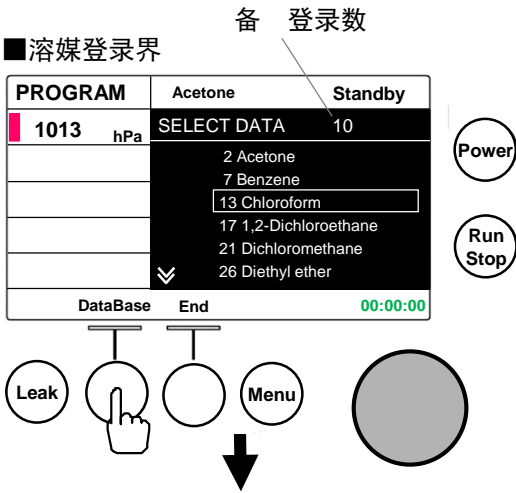 备 登录数
■溶媒登录界
PROGRAM
Acetone
Standby
1013 hPa
SELECT DATA 10
2 Acetone
7 Benzene
13 Chloroform
17 1,2-Dichloroethane
21 Dichloromethane
26 Diethyl ether
DataBase
End
00:00:00
Power
Run
Stop
Leak
Menu